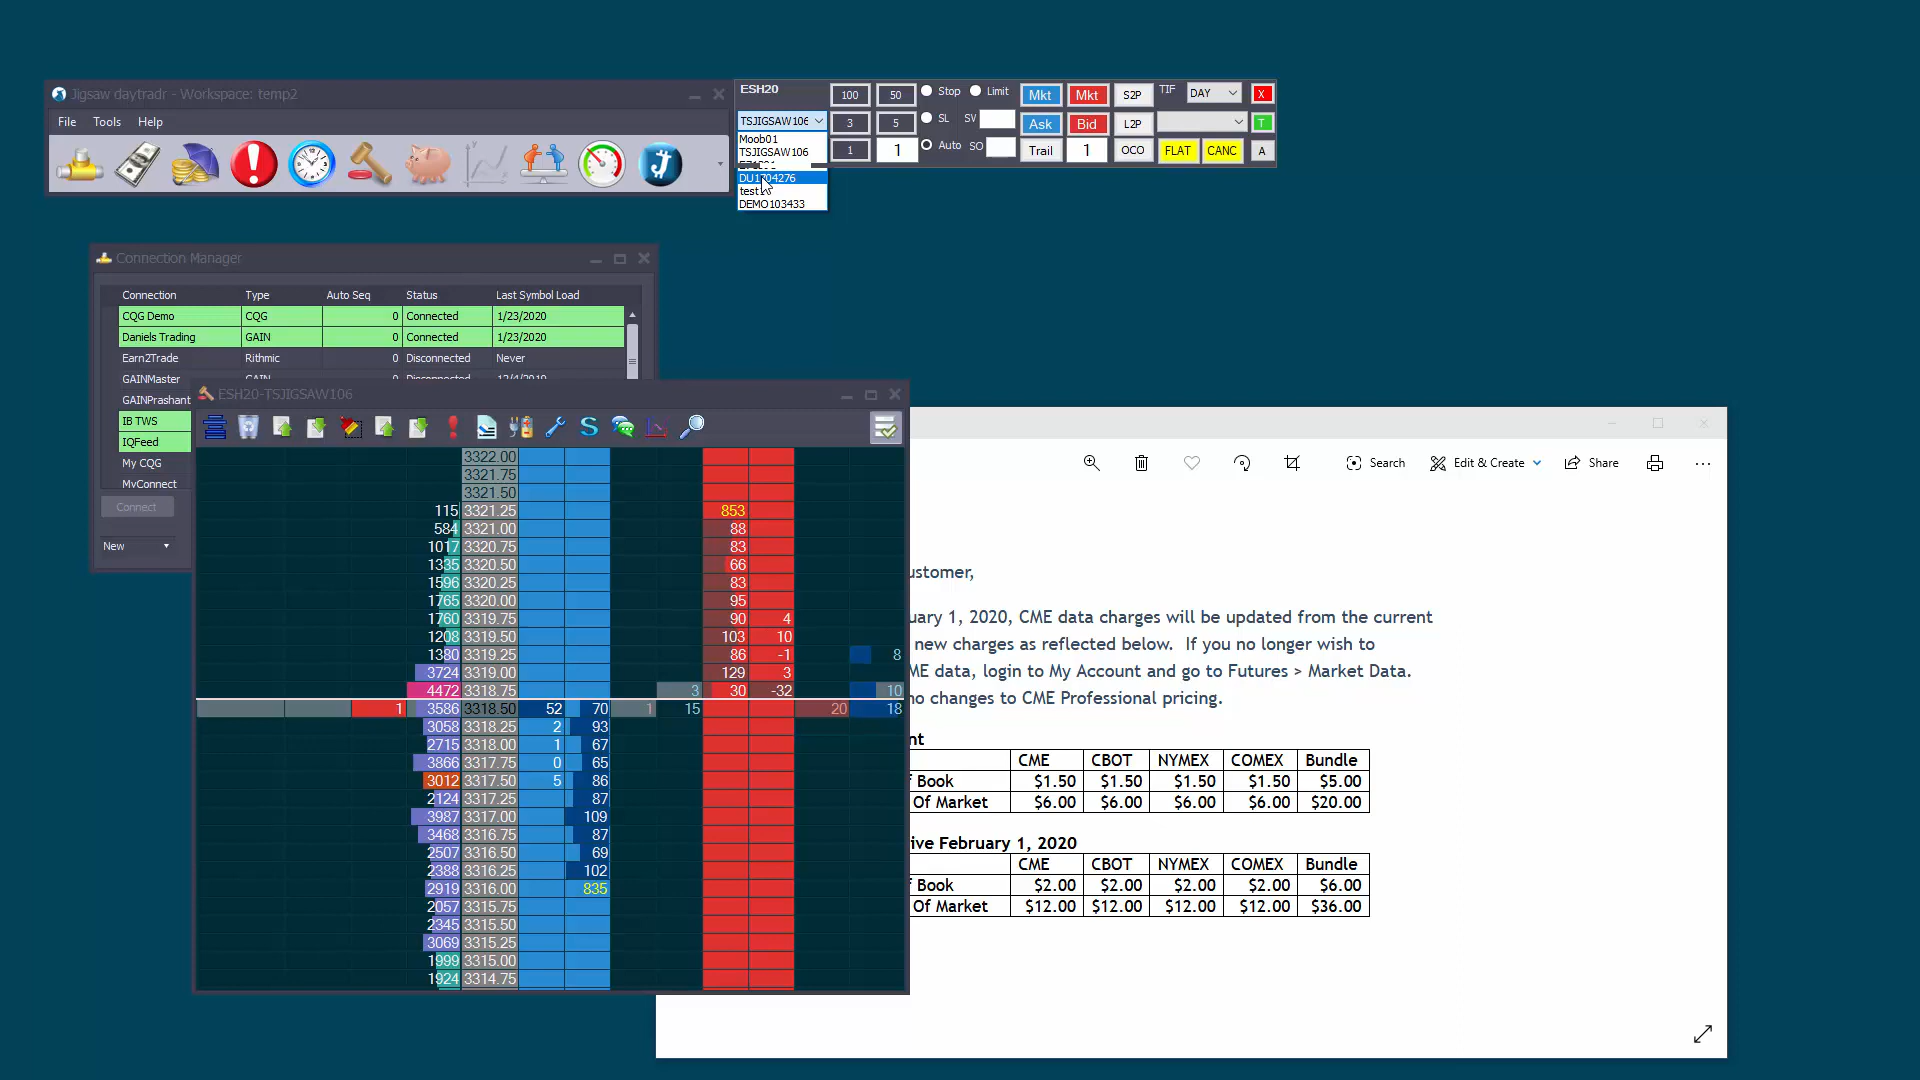 Jigsaw daytradr - Workspace: temp2
File Tools Help
ESH20
TSJIGSAW106
Moob01
TSJIGSAW106
DEMO103433
100 50 Stop Limit Mkt Mkt S2P TIF DAY X
3 5 SL SV Ask Bid L2P T
1 1 Auto SO Trail 1 OCO FLAT CANC A
Connection Manager
Connection Type Auto Seq Status Last Symbol Load
CQG Demo CQG 0 Connected 1/23/2020
Daniels Trading GAIN 0 Connected 1/23/2020
Earn2Trade Rithmic 0 Disconnected Never
GAINMaster GAIN 0 Disconnected 12/4/2019
GAINPrashant
IB TWS
IQFeed
My CQG
MyConnect
Connect
New
ESH20-TSJIGSAW106
3322.00
3321.75
3321.50
115 3321.25 853
584 3321.00 88
1017 3320.75 83
1335 3320.50 66
1596 3320.25 83
1765 3320.00 95
1760 3319.75 90 4
1208 3319.50 103 10
1380 3319.25 86 -1 8
3724 3319.00 129 3
4472 3318.75 3 30 -32 10
1 3586 3318.50 52 70 1 15 20 18
3058 3318.25 2 93
2715 3318.00 1 67
3866 3317.75 0 65
3012 3317.50 5 86
2124 3317.25 87
3987 3317.00 109
3468 3316.75 87
2507 3316.50 69
2388 3316.25 102
2919 3316.00 835
2057 3315.75
2345 3315.50
3069 3315.25
1999 3315.00
1924 3314.75
Search Edit & Create Share
ustomer,
uary 1, 2020, CME data charges will be updated from the current
new charges as reflected below. If you no longer wish to
ME data, login to My Account and go to Futures > Market Data.
no changes to CME Professional pricing.
nt
CME CBOT NYMEX COMEX Bundle
f Book $1.50 $1.50 $1.50 $1.50 $5.00
Of Market $6.00 $6.00 $6.00 $6.00 $20.00
ive February 1, 2020
CME CBOT NYMEX COMEX Bundle
f Book $2.00 $2.00 $2.00 $2.00 $6.00
Of Market $12.00 $12.00 $12.00 $12.00 $36.00